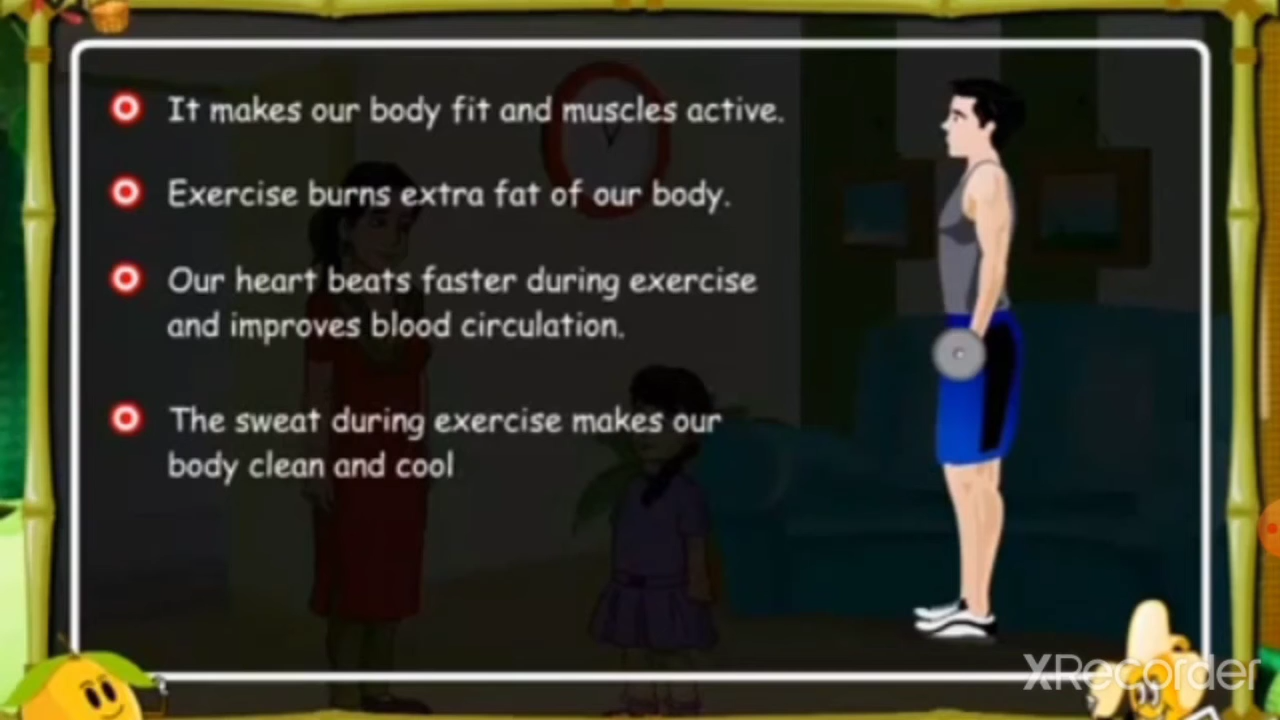 It makes our body fit and muscles active.
Exercise burns extra fat of our body.
Our heart beats faster during exercise
and improves blood circulation.
The sweat during exercise makes our
body clean and cool
XRecorder